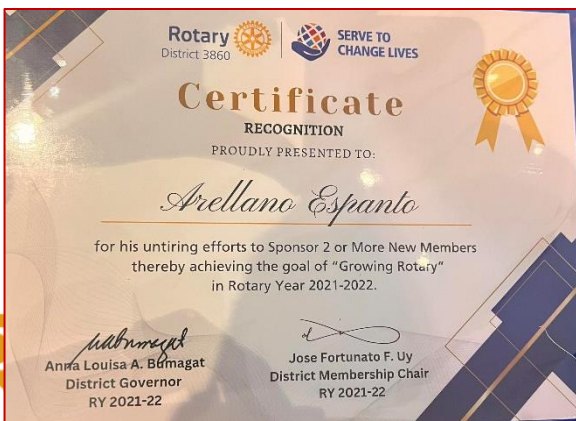 Rotary
District 3860
SERVE TO
CHANGE LIVES
Certificate
RECOGNITION
PROUDLY PRESENTED TO:
Arellano Espanto
for his untiring efforts to Sponsor 2 or More New Members
thereby achieving the goal of "Growing Rotary"
in Rotary Year 2021-2022.
Anna Louisa A. Bumagat
District Governor
RY 2021-22
Jose Fortunato F. Uy
District Membership Chair
RY 2021-22